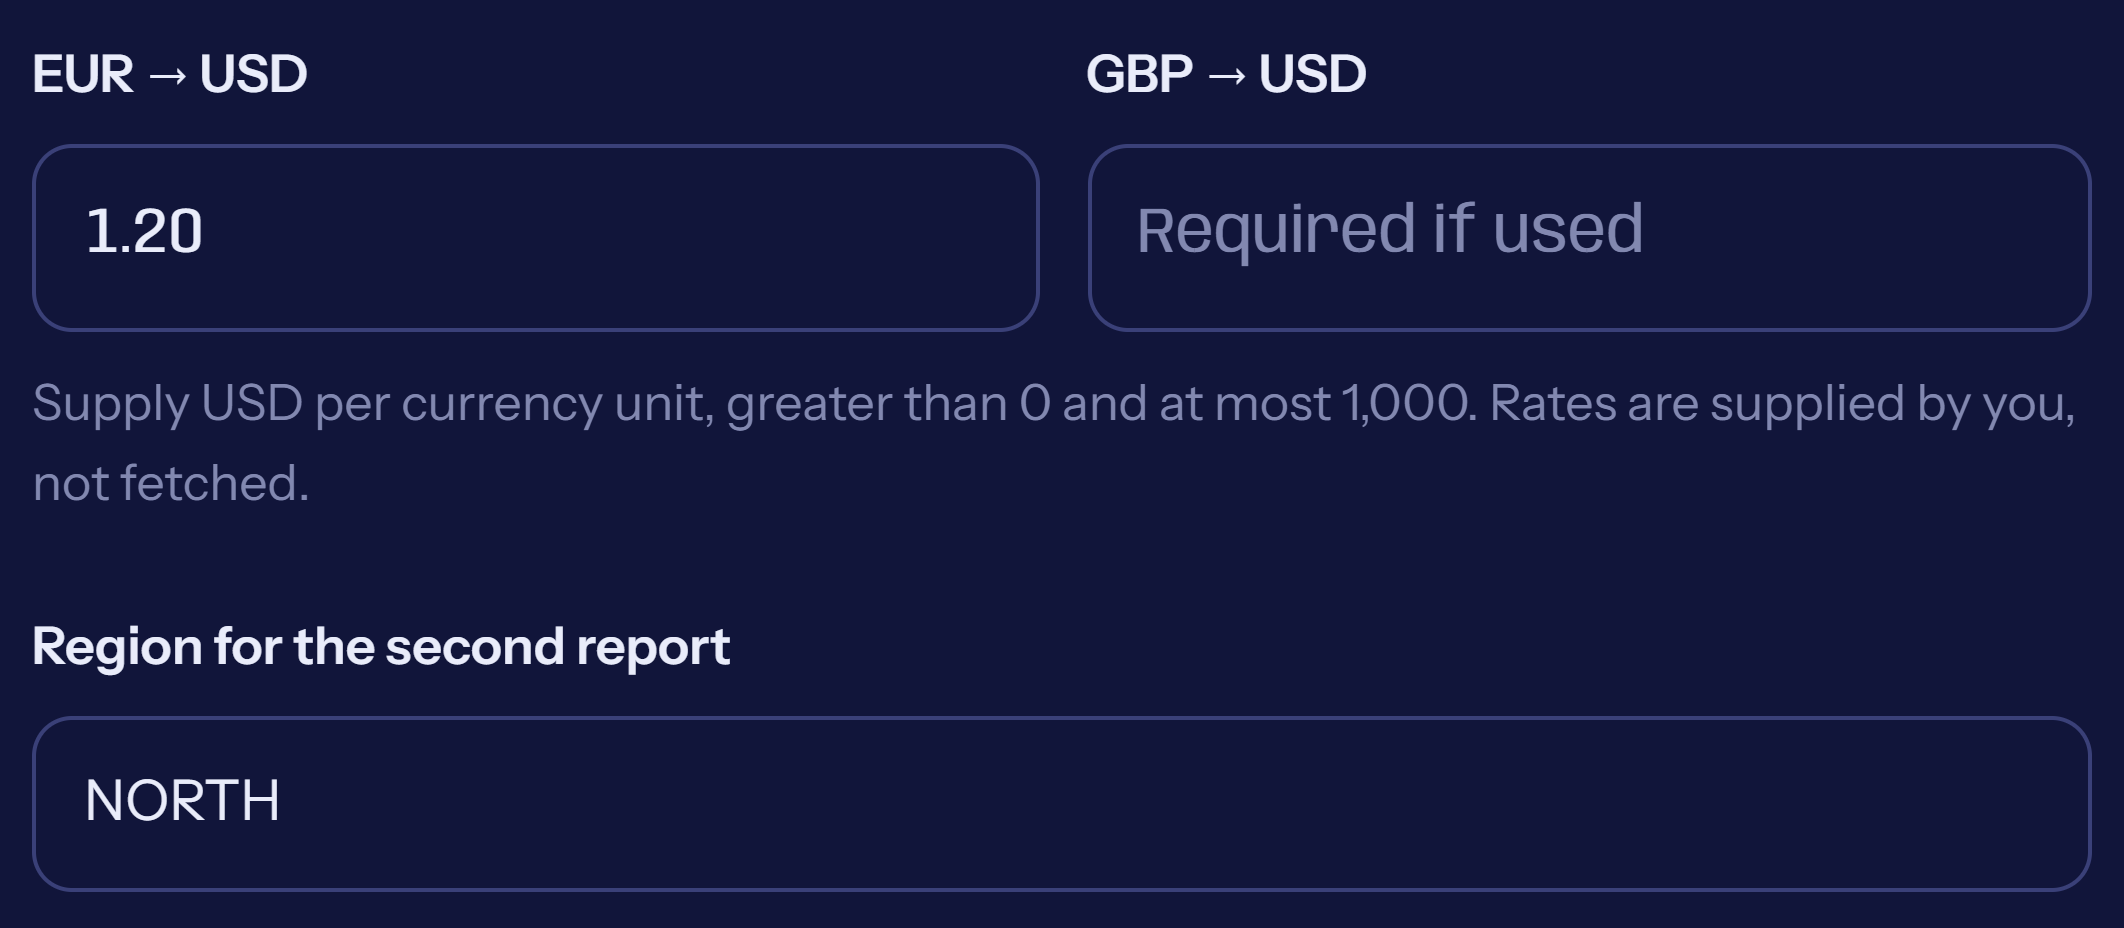 EUR → USD
GBP → USD
1.20
Required if used
Supply USD per currency unit, greater than 0 and at most 1,000. Rates are supplied by you,
not fetched.
Region for the second report
NORTH